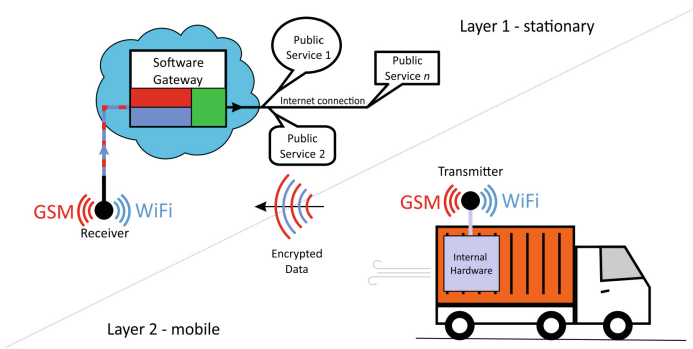 Layer 1 - stationary
Public
Service 1
Software
Gateway
Public
Service n
Internet connection
Public
Service 2
Transmitter
GSM
WiFi
GSM
WiFi
Receiver
Encrypted
Data
Internal
Hardware
Layer 2 - mobile